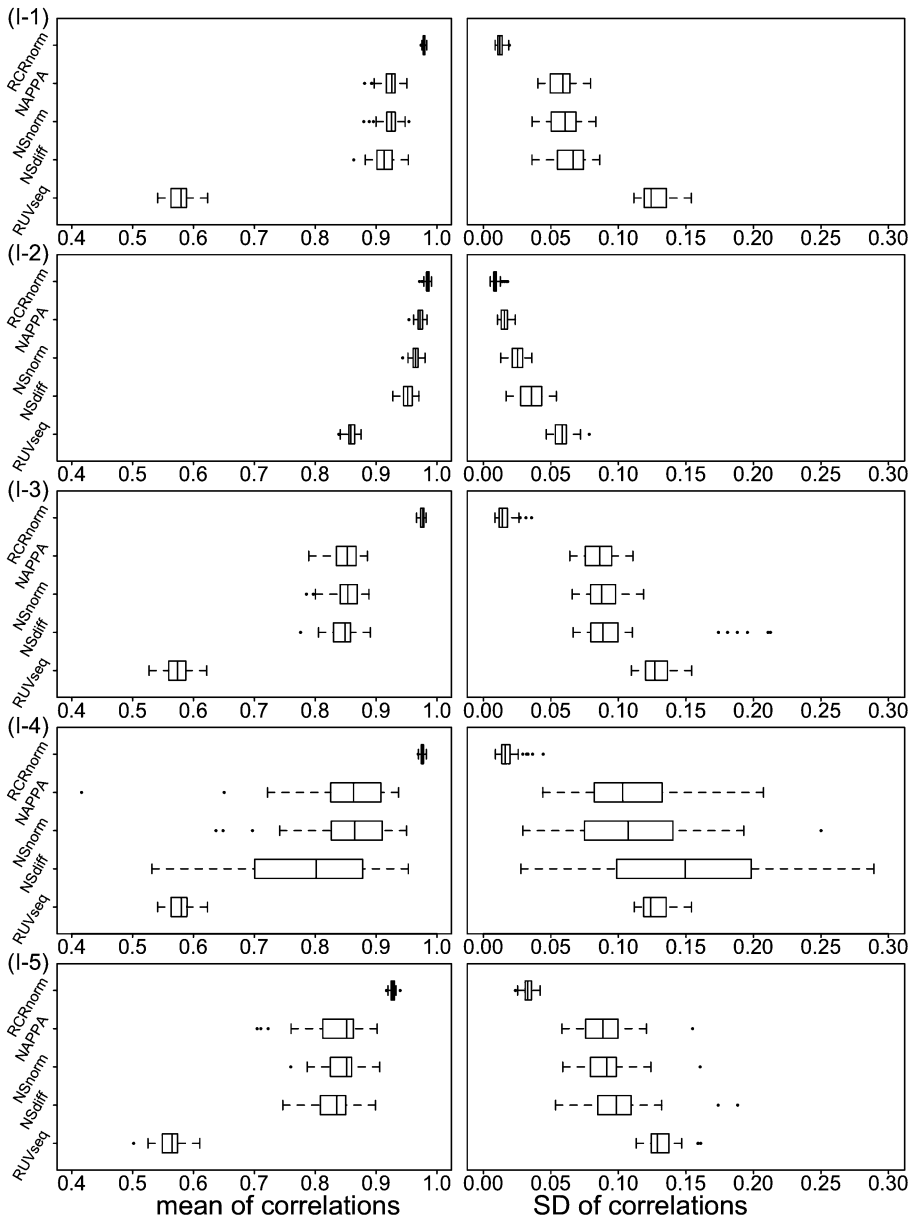 (I-1)
RCRnorm
NAPPA
NSnorm
NSdiff
RUVseq
0.4 0.5 0.6 0.7 0.8 0.9 1.0
0.00 0.05 0.10 0.15 0.20 0.25 0.30
(I-2)
RCRnorm
NAPPA
NSnorm
NSdiff
RUVseq
0.4 0.5 0.6 0.7 0.8 0.9 1.0
0.00 0.05 0.10 0.15 0.20 0.25 0.30
(I-3)
RCRnorm
NAPPA
NSnorm
NSdiff
RUVseq
0.4 0.5 0.6 0.7 0.8 0.9 1.0
0.00 0.05 0.10 0.15 0.20 0.25 0.30
(I-4)
RCRnorm
NAPPA
NSnorm
NSdiff
RUVseq
0.4 0.5 0.6 0.7 0.8 0.9 1.0
0.00 0.05 0.10 0.15 0.20 0.25 0.30
(I-5)
RCRnorm
NAPPA
NSnorm
NSdiff
RUVseq
0.4 0.5 0.6 0.7 0.8 0.9 1.0
0.00 0.05 0.10 0.15 0.20 0.25 0.30
mean of correlations
SD of correlations